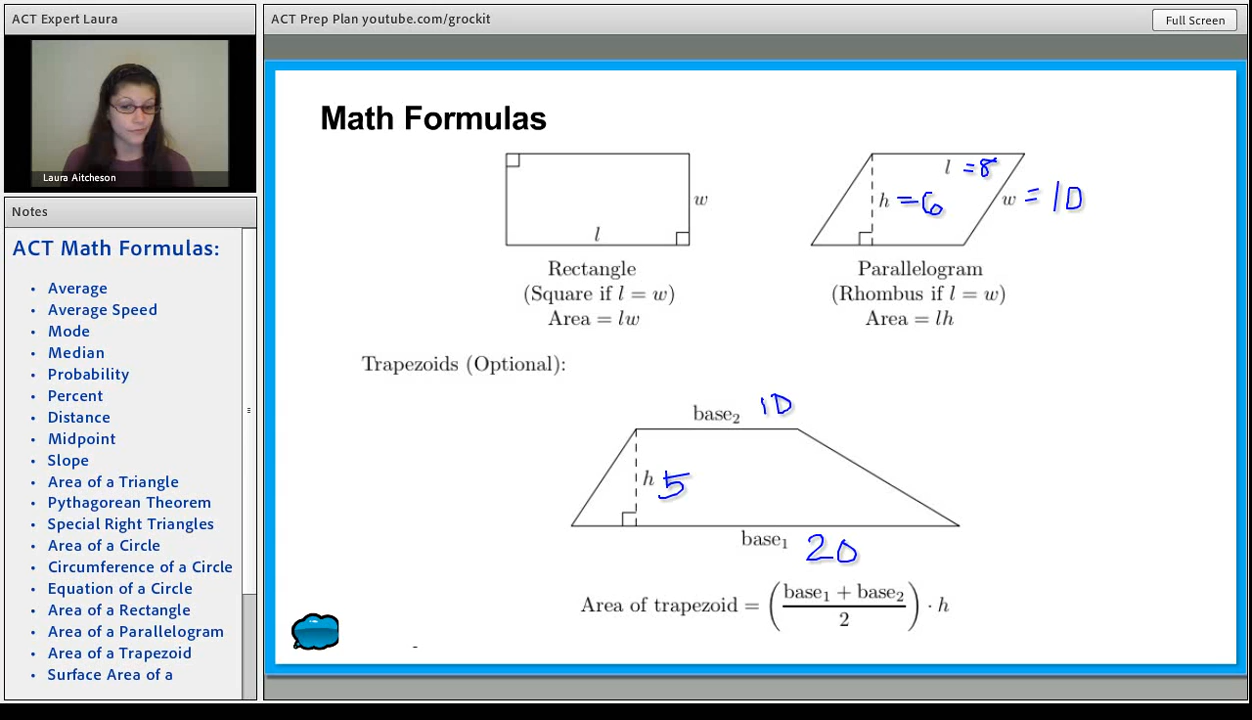 ACT Expert Laura
Laura Aitcheson
Notes
ACT Math Formulas:
• Average
• Average Speed
• Mode
• Median
• Probability
• Percent
• Distance
• Midpoint
• Slope
• Area of a Triangle
• Pythagorean Theorem
• Special Right Triangles
• Area of a Circle
• Circumference of a Circle
• Equation of a Circle
• Area of a Rectangle
• Area of a Parallelogram
• Area of a Trapezoid
• Surface Area of a
ACT Prep Plan youtube.com/grockit
Full Screen
Math Formulas
w
l
Rectangle
(Square if l = w)
Area = lw
l = 8
h = 6
w = 10
Parallelogram
(Rhombus if l = w)
Area = lh
Trapezoids (Optional):
base₂ 10
h 5
base₁ 20
Area of trapezoid = ((base₁ + base₂)/2) · h